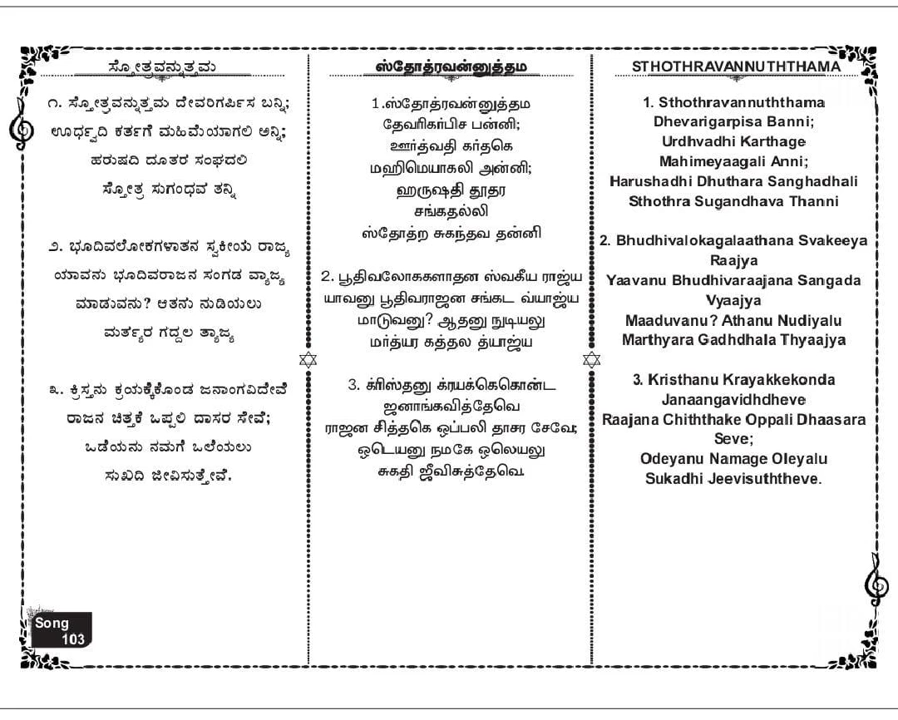 ಸ್ತೋತ್ರವನ್ನುತ್ತಮ
೧. ಸ್ತೋತ್ರವನ್ನುತ್ತಮ ದೇವರಿಗರ್ಪಿಸ ಬನ್ನಿ;
ಊರ್ಧ್ವದಿ ಕರ್ತಗೆ ಮಹಿಮೆಯಾಗಲಿ ಅನ್ನಿ;
ಹರುಷದಿ ದೂತರ ಸಂಘದಲಿ
ಸ್ತೋತ್ರ ಸುಗಂಧವ ತನ್ನಿ
೨. ಭೂದಿವಲೋಕಗಳಾತನ ಸ್ವಕೀಯ ರಾಜ್ಯ
ಯಾವನು ಭೂದಿವರಾಜನ ಸಂಗಡ ವ್ಯಾಜ್ಯ
ಮಾಡುವನು? ಆತನು ನುಡಿಯಲು
ಮರ್ತ್ಯರ ಗದ್ದಲ ತ್ಯಾಜ್ಯ
೩. ಕ್ರಿಸ್ತನು ಕ್ರಯಕ್ಕೆಕೊಂಡ ಜನಾಂಗವಿದೇವೆ
ರಾಜನ ಚಿತ್ತಕೆ ಒಪ್ಪಲಿ ದಾಸರ ಸೇವೆ;
ಒಡೆಯನು ನಮಗೆ ಒಲೆಯಲು
ಸುಖದಿ ಜೀವಿಸುತ್ತೇವೆ.
ஸ்தோத்ரவன்னுத்தம
1.ஸ்தோத்ரவன்னுத்தம
தேவரிகர்பிச பன்னி;
ஊர்த்வதி கர்தகெ
மஹிமெயாகலி அன்னி;
ஹருஷதி தூதர
சங்கதல்லி
ஸ்தோத்ற சுகந்தவ தன்னி
2. பூதிவலோககளாதன ஸ்வகீய ராஜ்ய
யாவனு பூதிவராஜன சங்கட வ்யாஜ்ய
மாடுவனு? ஆதனு நுடியலு
மர்த்யர கத்தல த்யாஜ்ய
3. க்ரிஸ்தனு க்ரயக்கெகொண்ட
ஜனாங்கவித்தேவெ
ராஜன சித்தகெ ஒப்பலி தாசர சேவே;
ஒடெயனு நமகே ஒலெயலு
சுகதி ஜீவிசுத்தேவெ.
STHOTHRAVANNUTHTHAMA
1. Sthothravannuththama
Dhevarigarpisa Banni;
Urdhvadhi Karthage
Mahimeyaagali Anni;
Harushadhi Dhuthara Sanghadhali
Sthothra Sugandhava Thanni
2. Bhudhivalokagalaathana Svakeeya
Raajya
Yaavanu Bhudhivaraajana Sangada
Vyaajya
Maaduvanu? Athanu Nudiyalu
Marthyara Gadhdhala Thyaajya
3. Kristhanu Krayakkekonda
Janaangavidhdheve
Raajana Chiththake Oppali Dhaasara
Seve;
Odeyanu Namage Oleyalu
Sukadhi Jeevisuththeve.
Song
103